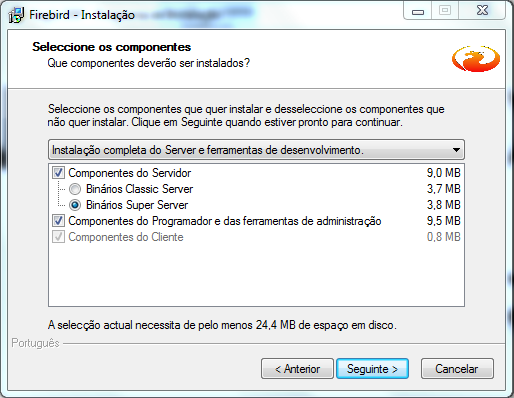 Firebird - Instalação
Seleccione os componentes
Que componentes deverão ser instalados?
Seleccione os componentes que quer instalar e desseleccione os componentes que
não quer instalar. Clique em Seguinte quando estiver pronto para continuar.
Instalação completa do Server e ferramentas de desenvolvimento.
Componentes do Servidor 9,0 MB
Binários Classic Server 3,7 MB
Binários Super Server 3,8 MB
Componentes do Programador e das ferramentas de administração 9,5 MB
Componentes do Cliente 0,8 MB
A selecção actual necessita de pelo menos 24,4 MB de espaço em disco.
Português
< Anterior Seguinte > Cancelar